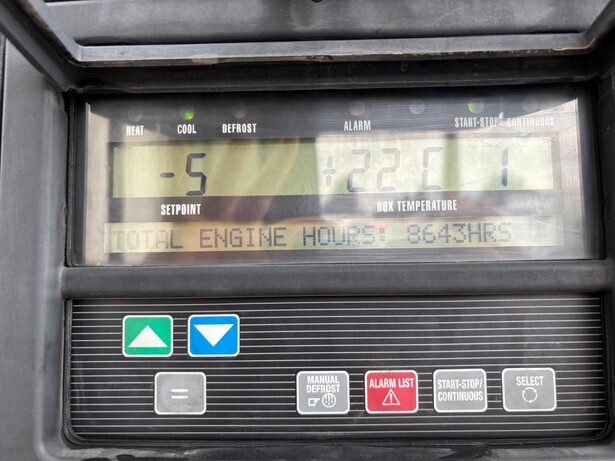 HEAT COOL DEFROST ALARM START-STOP CONTINUOUS
-5 +22C 1
SETPOINT BOX TEMPERATURE
TOTAL ENGINE HOURS: 8643HRS
=
MANUAL DEFROST
ALARM LIST
START-STOP/
CONTINUOUS
SELECT